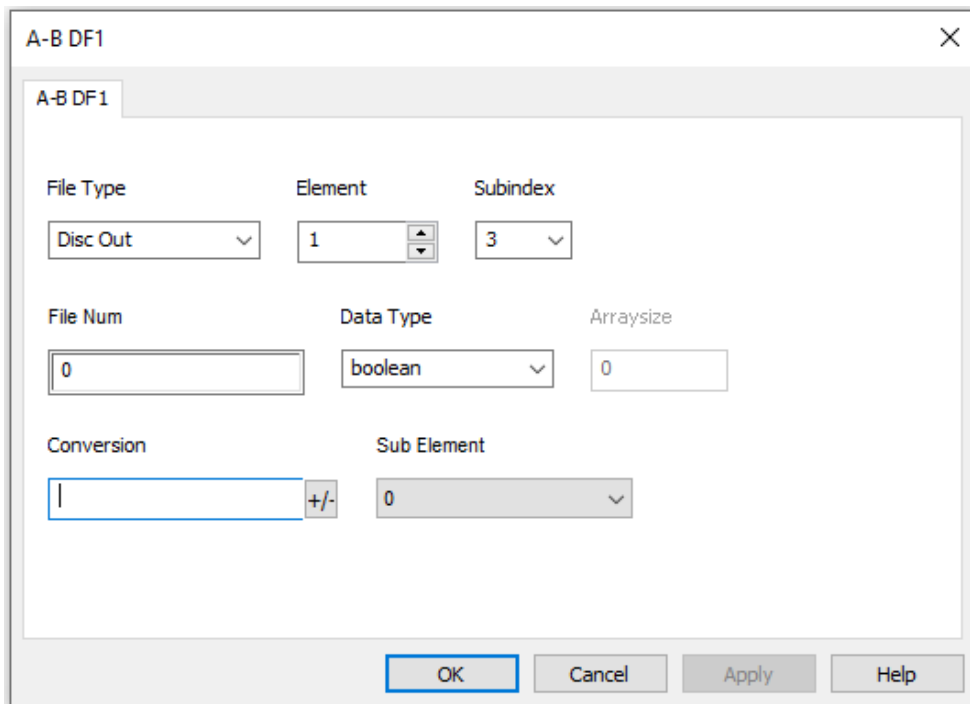 A-B DF1
A-B DF1
File Type Element Subindex
Disc Out 1 3
File Num Data Type Arraysize
0 boolean 0
Conversion Sub Element
+/- 0
OK Cancel Apply Help